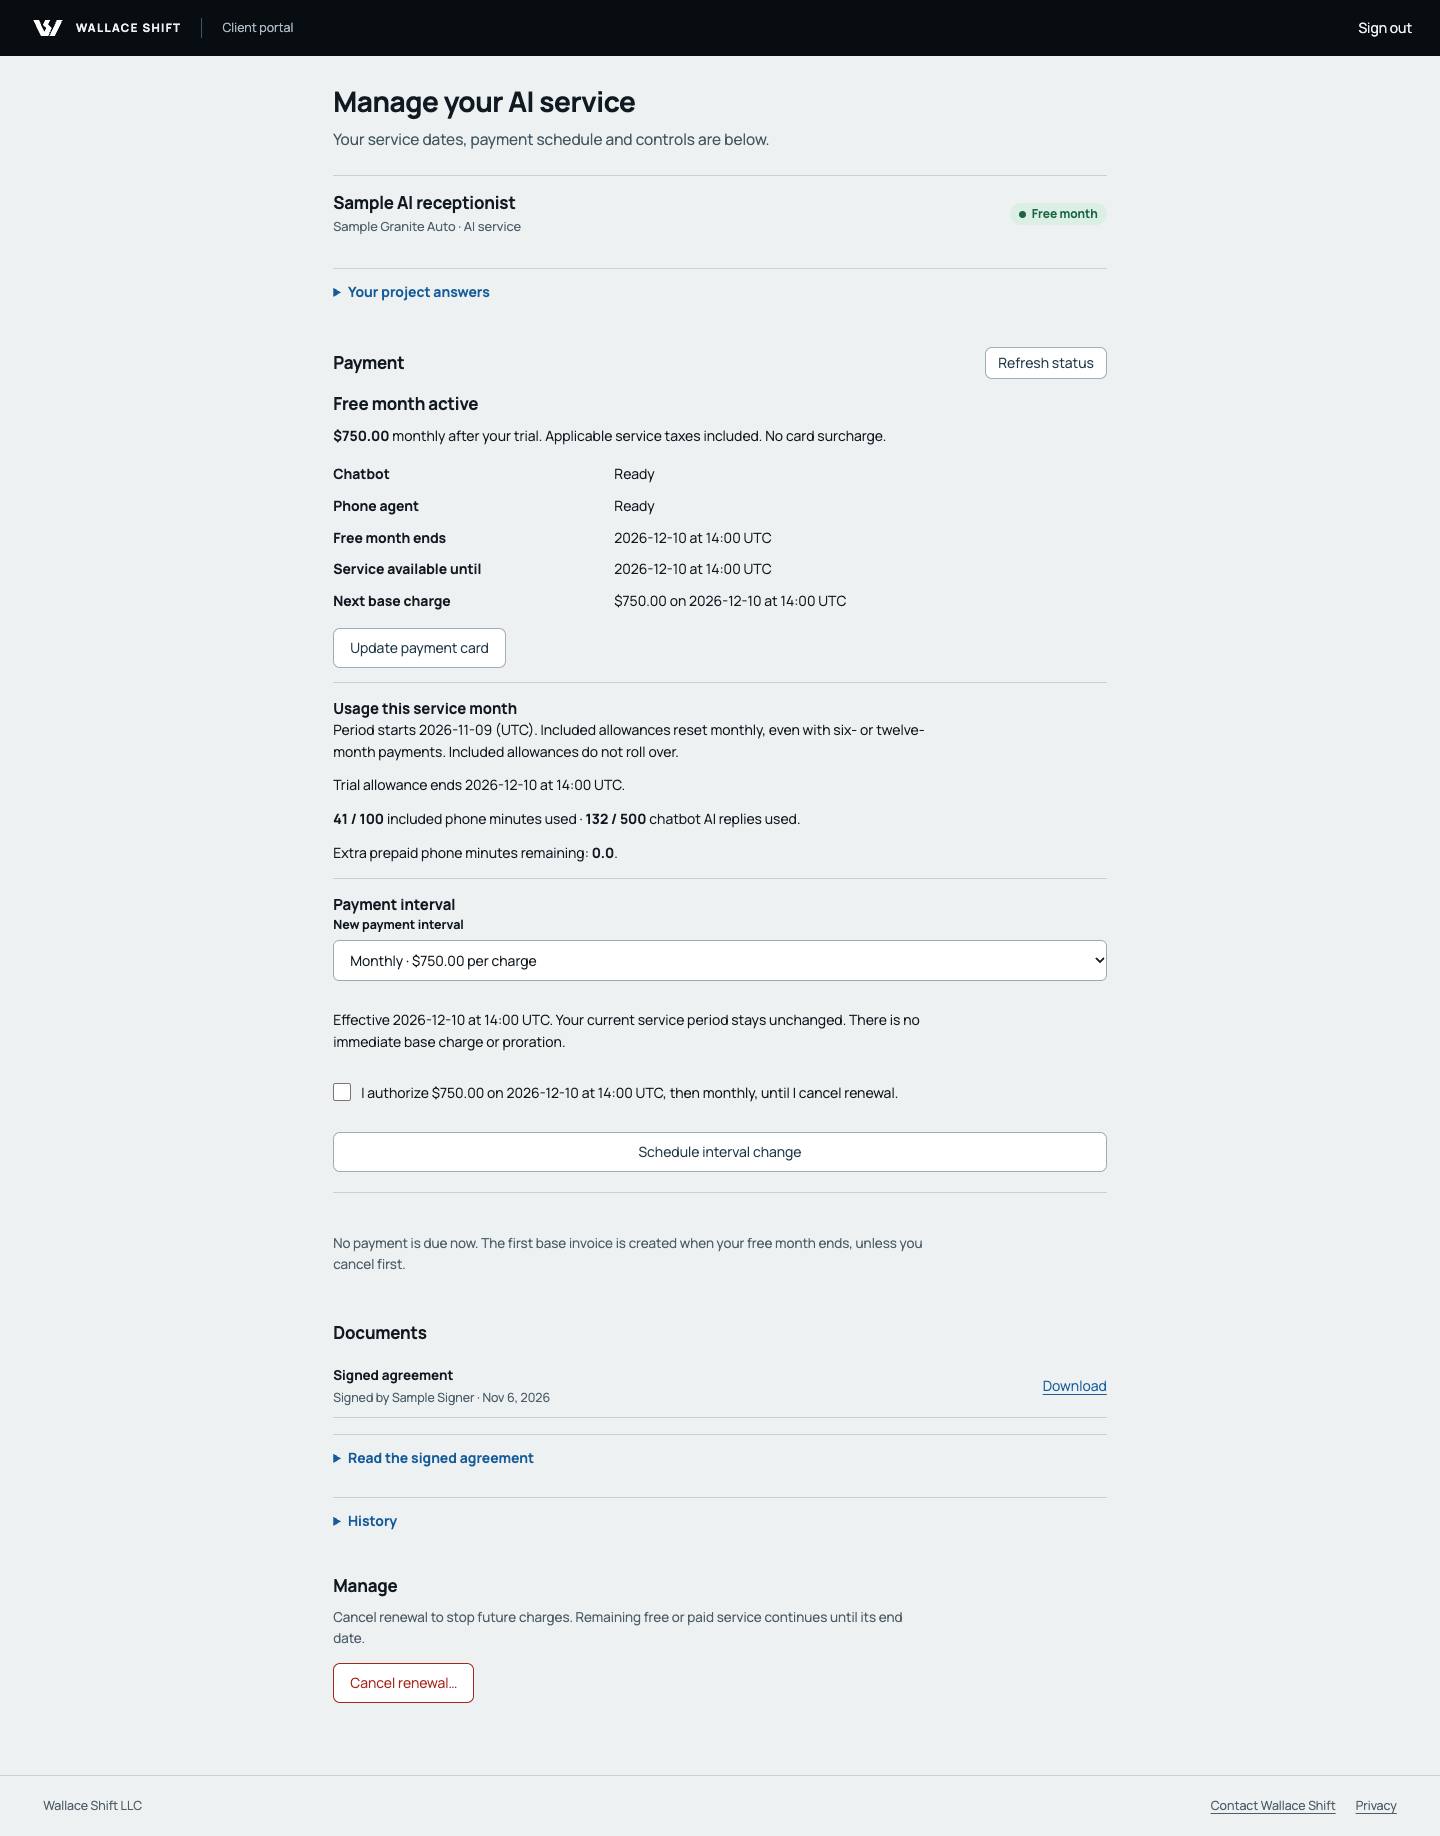 WALLACE SHIFT
Client portal
Sign out
Manage your AI service
Your service dates, payment schedule and controls are below.
Sample AI receptionist
Sample Granite Auto · AI service
Free month
Your project answers
Payment
Refresh status
Free month active
$750.00 monthly after your trial. Applicable service taxes included. No card surcharge.
Chatbot Ready
Phone agent Ready
Free month ends 2026-12-10 at 14:00 UTC
Service available until 2026-12-10 at 14:00 UTC
Next base charge $750.00 on 2026-12-10 at 14:00 UTC
Update payment card
Usage this service month
Period starts 2026-11-09 (UTC). Included allowances reset monthly, even with six- or twelve-
month payments. Included allowances do not roll over.
Trial allowance ends 2026-12-10 at 14:00 UTC.
41 / 100 included phone minutes used · 132 / 500 chatbot AI replies used.
Extra prepaid phone minutes remaining: 0.0.
Payment interval
New payment interval
Monthly · $750.00 per charge
Effective 2026-12-10 at 14:00 UTC. Your current service period stays unchanged. There is no
immediate base charge or proration.
I authorize $750.00 on 2026-12-10 at 14:00 UTC, then monthly, until I cancel renewal.
Schedule interval change
No payment is due now. The first base invoice is created when your free month ends, unless you
cancel first.
Documents
Signed agreement
Signed by Sample Signer · Nov 6, 2026
Download
Read the signed agreement
History
Manage
Cancel renewal to stop future charges. Remaining free or paid service continues until its end
date.
Cancel renewal…
Wallace Shift LLC
Contact Wallace Shift
Privacy